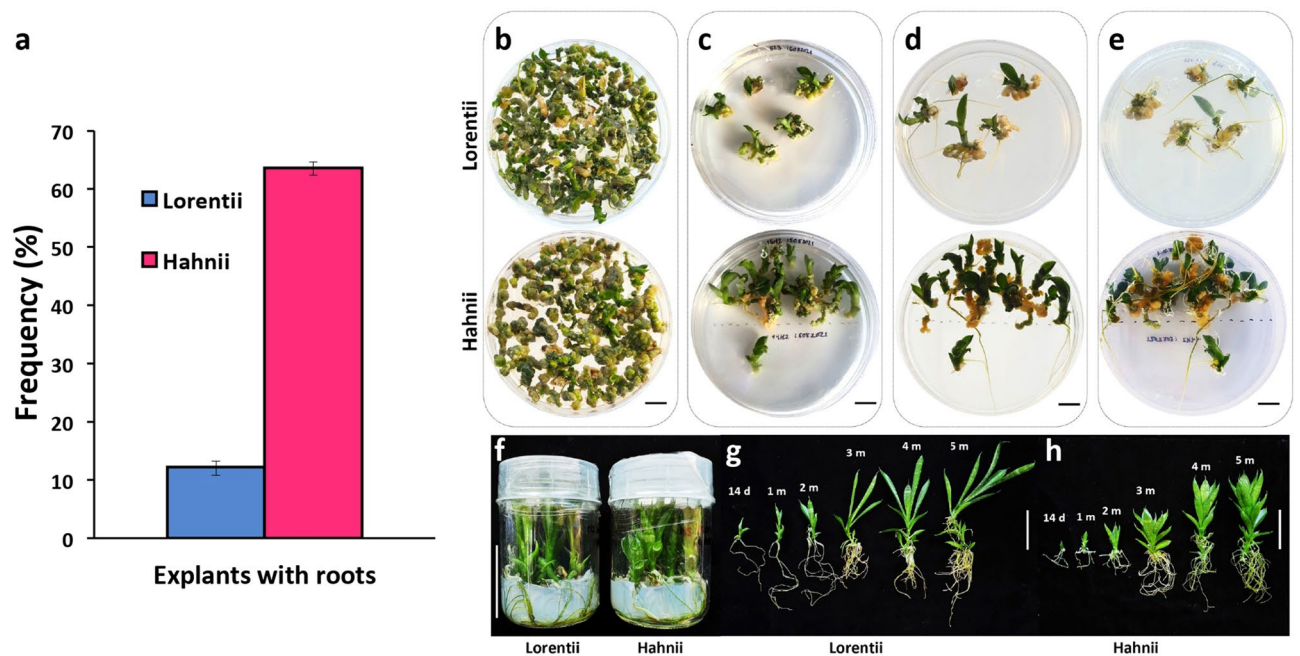 a
b
c
d
e
Lorentii
Hahnii
70
60
50
40
30
20
10
0
Frequency (%)
Lorentii
Hahnii
Explants with roots
f
g
14 d
1 m
2 m
3 m
4 m
5 m
h
14 d
1 m
2 m
3 m
4 m
5 m
Lorentii
Hahnii
Lorentii
Hahnii